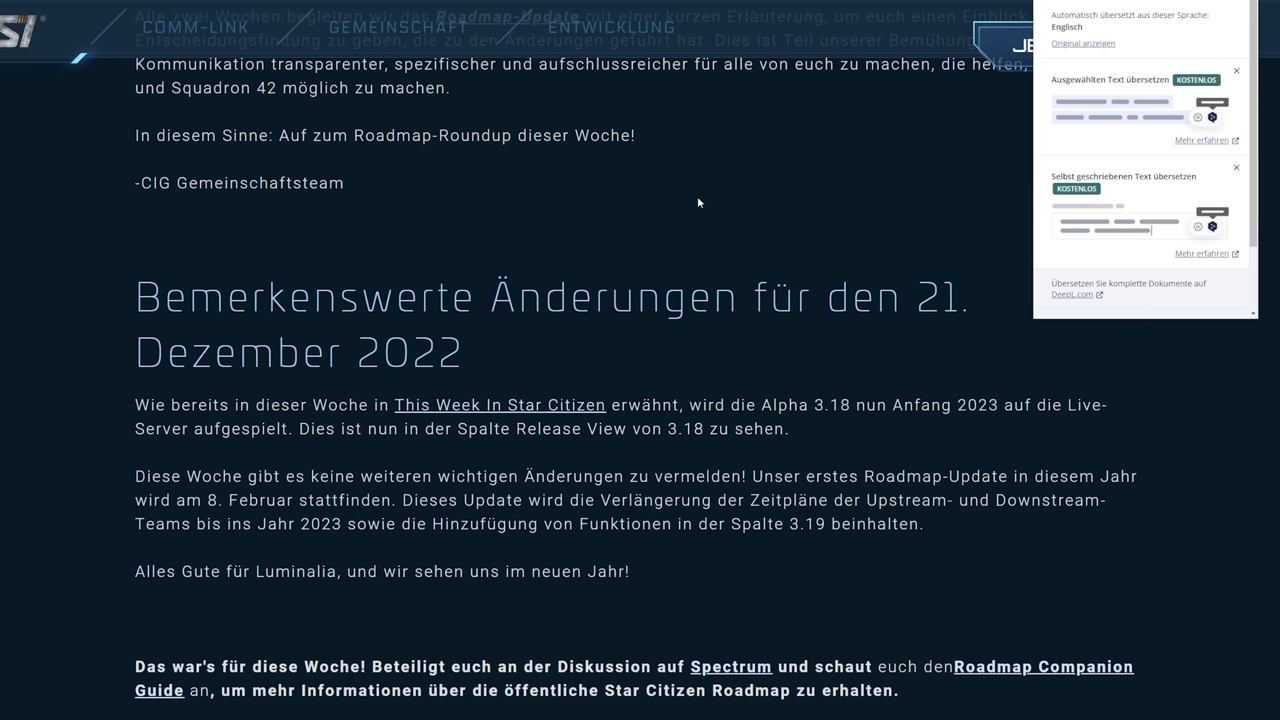 Alle zwei Wochen begleiten wir das Roadmap-Update mit einer kurzen Erläuterung, um euch einen Einblick
SI COMM-LINK GEMEINSCHAFT ENTWICKLUNG
Entscheidungsfindung zu geben, die zu den Änderungen geführt hat. Dies ist Teil unserer Bemühungen
Kommunikation transparenter, spezifischer und aufschlussreicher für alle von euch zu machen, die helfen,
und Squadron 42 möglich zu machen.
In diesem Sinne: Auf zum Roadmap-Roundup dieser Woche!
-CIG Gemeinschaftsteam
Bemerkenswerte Änderungen für den 21.
Dezember 2022
Wie bereits in dieser Woche in This Week In Star Citizen erwähnt, wird die Alpha 3.18 nun Anfang 2023 auf die Live-
Server aufgespielt. Dies ist nun in der Spalte Release View von 3.18 zu sehen.
Diese Woche gibt es keine weiteren wichtigen Änderungen zu vermelden! Unser erstes Roadmap-Update in diesem Jahr
wird am 8. Februar stattfinden. Dieses Update wird die Verlängerung der Zeitpläne der Upstream- und Downstream-
Teams bis ins Jahr 2023 sowie die Hinzufügung von Funktionen in der Spalte 3.19 beinhalten.
Alles Gute für Luminalia, und wir sehen uns im neuen Jahr!
Das war's für diese Woche! Beteiligt euch an der Diskussion auf Spectrum und schaut euch denRoadmap Companion
Guide an, um mehr Informationen über die öffentliche Star Citizen Roadmap zu erhalten.
Automatisch übersetzt aus dieser Sprache:
Englisch
Original anzeigen
Ausgewählten Text übersetzen KOSTENLOS
Mehr erfahren
Selbst geschriebenen Text übersetzen
KOSTENLOS
Mehr erfahren
Übersetzen Sie komplette Dokumente auf
DeepL.com